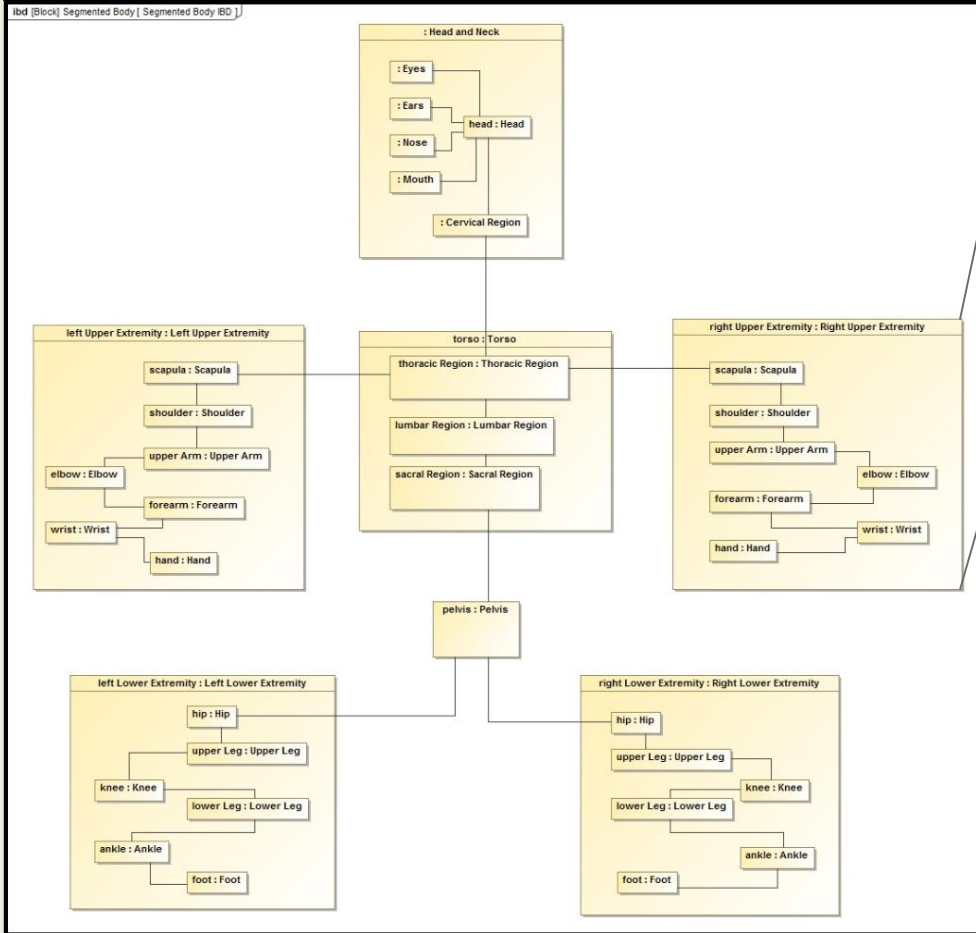 ibd [Block] Segmented Body [ Segmented Body IBD ]
: Head and Neck
: Eyes
: Ears
head : Head
: Nose
: Mouth
: Cervical Region
left Upper Extremity : Left Upper Extremity
scapula : Scapula
shoulder : Shoulder
upper Arm : Upper Arm
elbow : Elbow
forearm : Forearm
wrist : Wrist
hand : Hand
torso : Torso
thoracic Region : Thoracic Region
lumbar Region : Lumbar Region
sacral Region : Sacral Region
right Upper Extremity : Right Upper Extremity
scapula : Scapula
shoulder : Shoulder
upper Arm : Upper Arm
elbow : Elbow
forearm : Forearm
wrist : Wrist
hand : Hand
pelvis : Pelvis
left Lower Extremity : Left Lower Extremity
hip : Hip
upper Leg : Upper Leg
knee : Knee
lower Leg : Lower Leg
ankle : Ankle
foot : Foot
right Lower Extremity : Right Lower Extremity
hip : Hip
upper Leg : Upper Leg
knee : Knee
lower Leg : Lower Leg
ankle : Ankle
foot : Foot